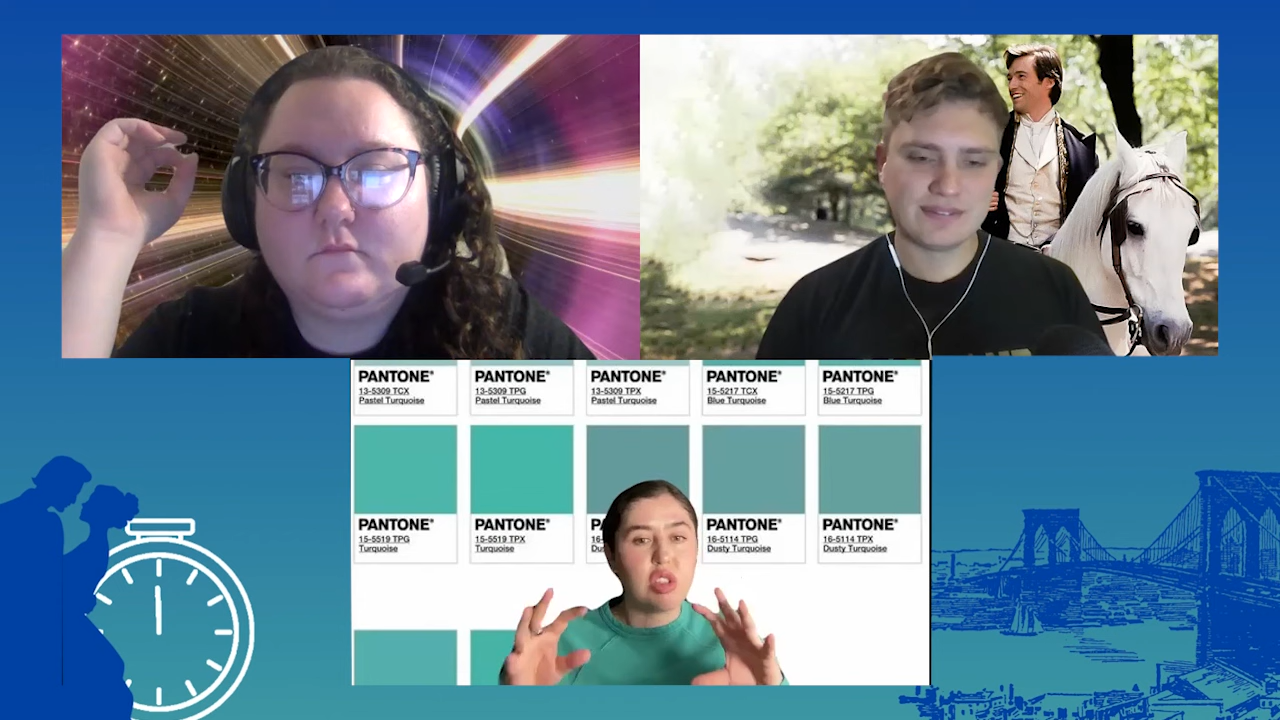 PANTONE® PANTONE® PANTONE® PANTONE® PANTONE®
13-5309 TCX 13-5309 TPG 13-5309 TPX 15-5217 TCX 15-5217 TPG
Pastel Turquoise Pastel Turquoise Pastel Turquoise Blue Turquoise Blue Turquoise
PANTONE® PANTONE® P PANTONE® PANTONE®
15-5519 TPG 15-5519 TPX 16- 16-5114 TPG 16-5114 TPX
Turquoise Turquoise Du Dusty Turquoise Dusty Turquoise